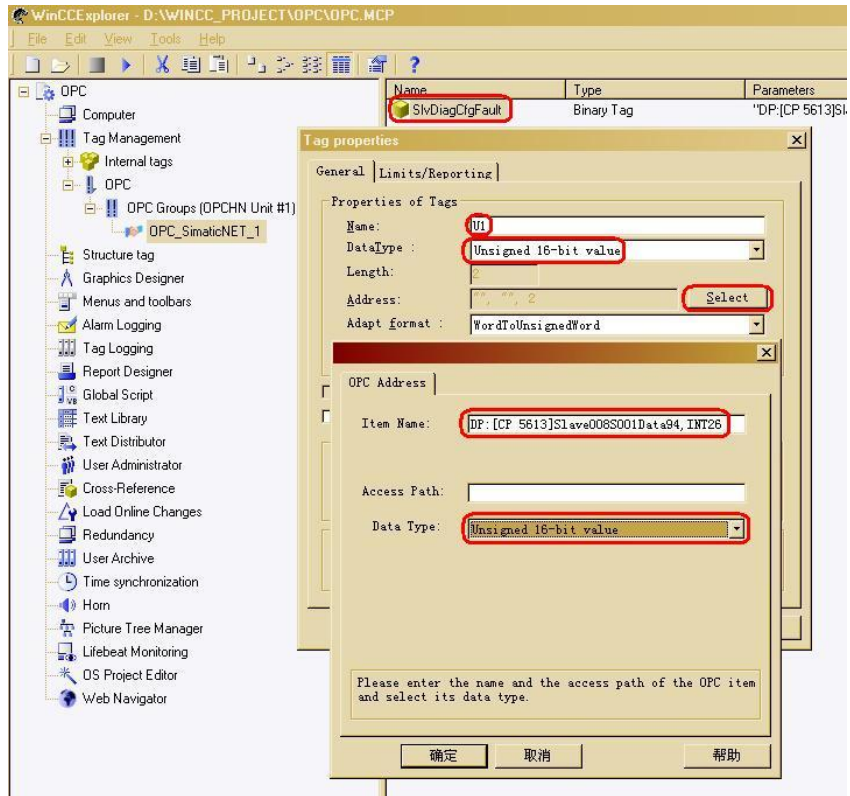 WinCCExplorer - D:\WINCC_PROJECT\OPC\OPC.MCP
File Edit View Tools Help
OPC
Computer
Tag Management
Internal tags
OPC
OPC Groups (OPCHN Unit #1)
OPC_SimaticNET_1
Structure tag
Graphics Designer
Menus and toolbars
Alarm Logging
Tag Logging
Report Designer
Global Script
Text Library
Text Distributor
User Administrator
Cross-Reference
Load Online Changes
Redundancy
User Archive
Time synchronization
Horn
Picture Tree Manager
Lifebeat Monitoring
OS Project Editor
Web Navigator
Name Type Parameters
SlvDiagCfgFault Binary Tag "DP:[CP 5613]Sl
Tag properties
General Limits/Reporting
Properties of Tags
Name: U1
DataType : Unsigned 16-bit value
Length: 2
Address: "", "", 2 Select
Adapt format : WordToUnsignedWord
OPC Address
Item Name: DP:[CP 5613]Slave008S001Data94,INT26
Access Path:
Data Type: Unsigned 16-bit value
Please enter the name and the access path of the OPC item
and select its data type.
确定 取消 帮助